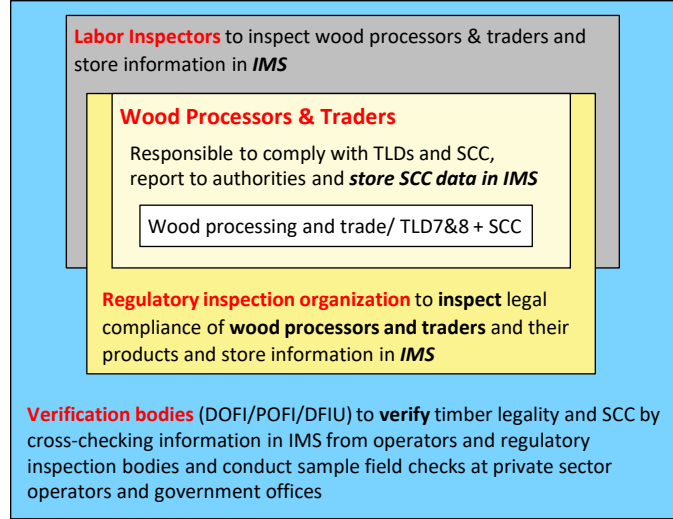 Labor Inspectors to inspect wood processors & traders and
store information in IMS
Wood Processors & Traders
Responsible to comply with TLDs and SCC,
report to authorities and store SCC data in IMS
Wood processing and trade/ TLD7&8 + SCC
Regulatory inspection organization to inspect legal
compliance of wood processors and traders and their
products and store information in IMS
Verification bodies (DOFI/POFI/DFIU) to verify timber legality and SCC by
cross-checking information in IMS from operators and regulatory
inspection bodies and conduct sample field checks at private sector
operators and government offices